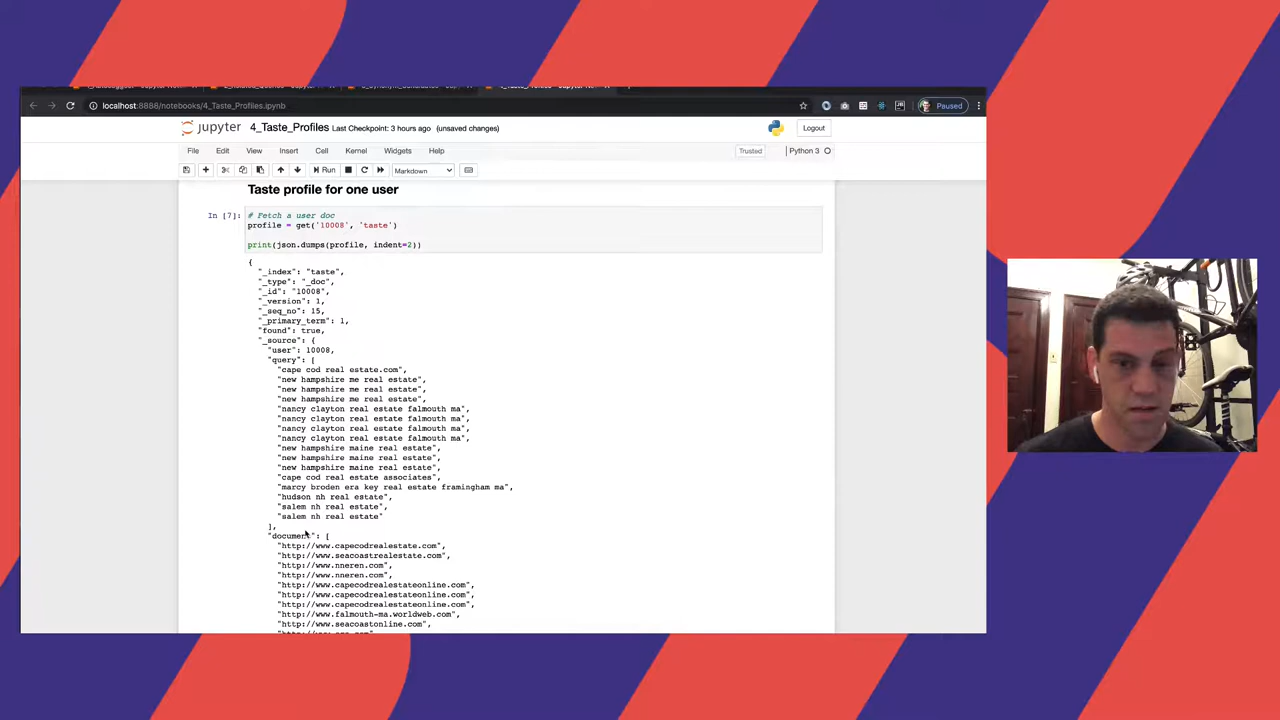 localhost:8888/notebooks/4_Taste_Profiles.ipynb
Paused
jupyter 4_Taste_Profiles Last Checkpoint: 3 hours ago (unsaved changes)
Logout
File Edit View Insert Cell Kernel Widgets Help
Trusted
Python 3
Run
Markdown
Taste profile for one user
In [7]:
# Fetch a user doc
profile = get('10008', 'taste')
print(json.dumps(profile, indent=2))
{
"_index": "taste",
"_type": "_doc",
"_id": "10008",
"_version": 1,
"_seq_no": 15,
"_primary_term": 1,
"found": true,
"_source": {
"user": 10008,
"query": [
"cape cod real estate.com",
"new hampshire me real estate",
"new hampshire me real estate",
"new hampshire me real estate",
"nancy clayton real estate falmouth ma",
"nancy clayton real estate falmouth ma",
"nancy clayton real estate falmouth ma",
"nancy clayton real estate falmouth ma",
"new hampshire maine real estate",
"new hampshire maine real estate",
"new hampshire maine real estate",
"cape cod real estate associates",
"marcy broden era key real estate framingham ma",
"hudson nh real estate",
"salem nh real estate",
"salem nh real estate"
],
"document": [
"http://www.capecodrealestate.com",
"http://www.seacoastrealestate.com",
"http://www.nneren.com",
"http://www.nneren.com",
"http://www.capecodrealestateonline.com",
"http://www.capecodrealestateonline.com",
"http://www.capecodrealestateonline.com",
"http://www.falmouth-ma.worldweb.com",
"http://www.seacoastonline.com",